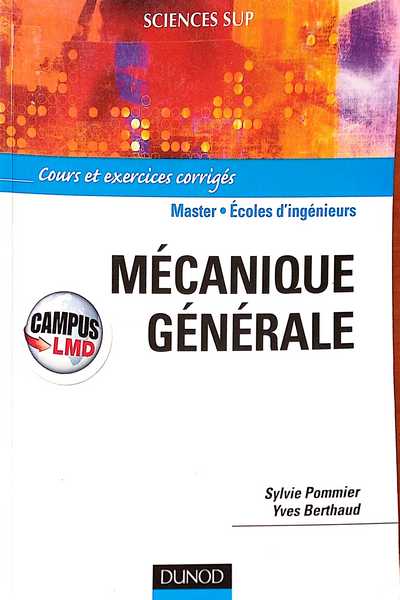 SCIENCES SUP
Cours et exercices corrigés
Master • Écoles d'ingénieurs
MÉCANIQUE
GÉNÉRALE
CAMPUS
LMD
Sylvie Pommier
Yves Berthaud
DUNOD